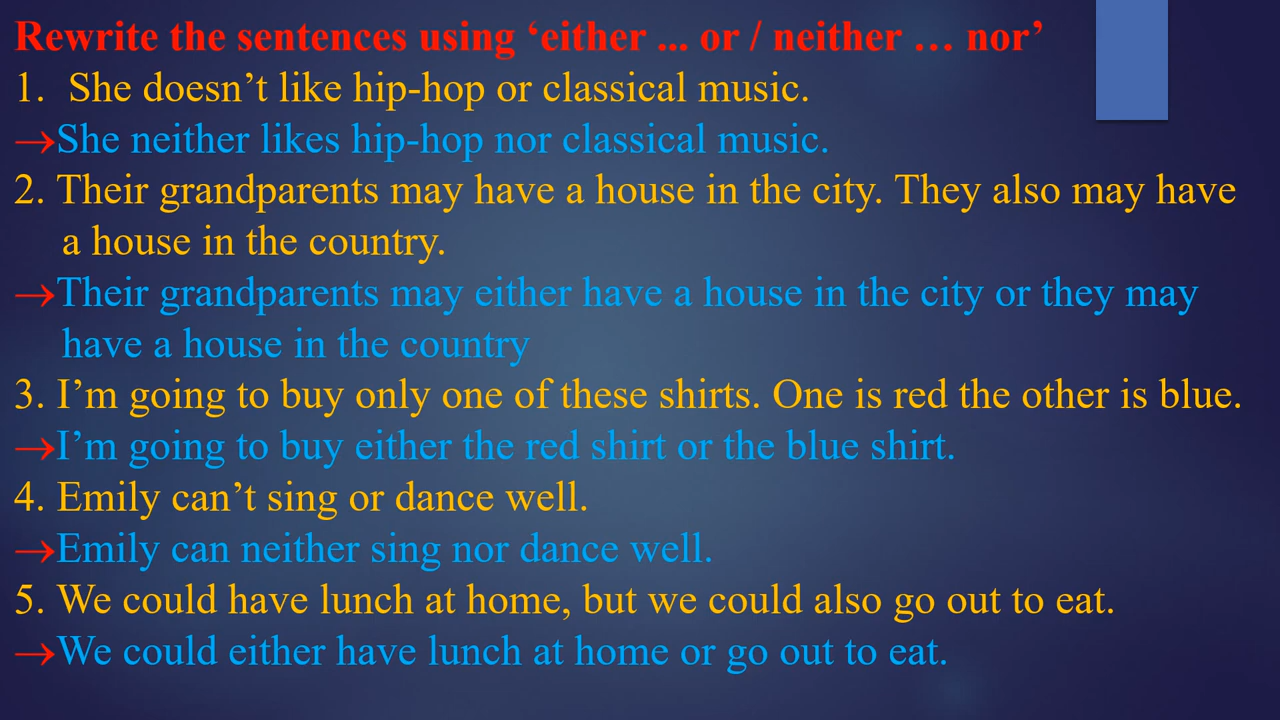 Rewrite the sentences using ‘either ... or / neither … nor’
1. She doesn’t like hip-hop or classical music.
→She neither likes hip-hop nor classical music.
2. Their grandparents may have a house in the city. They also may have
a house in the country.
→Their grandparents may either have a house in the city or they may
have a house in the country
3. I’m going to buy only one of these shirts. One is red the other is blue.
→I’m going to buy either the red shirt or the blue shirt.
4. Emily can’t sing or dance well.
→Emily can neither sing nor dance well.
5. We could have lunch at home, but we could also go out to eat.
→We could either have lunch at home or go out to eat.